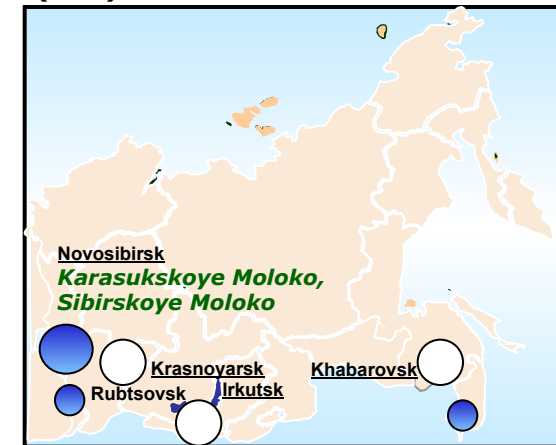 Novosibirsk
Karasukskoye Moloko,
Sibirskoye Moloko
Krasnoyarsk
Khabarovsk
Rubtsovsk
Irkutsk